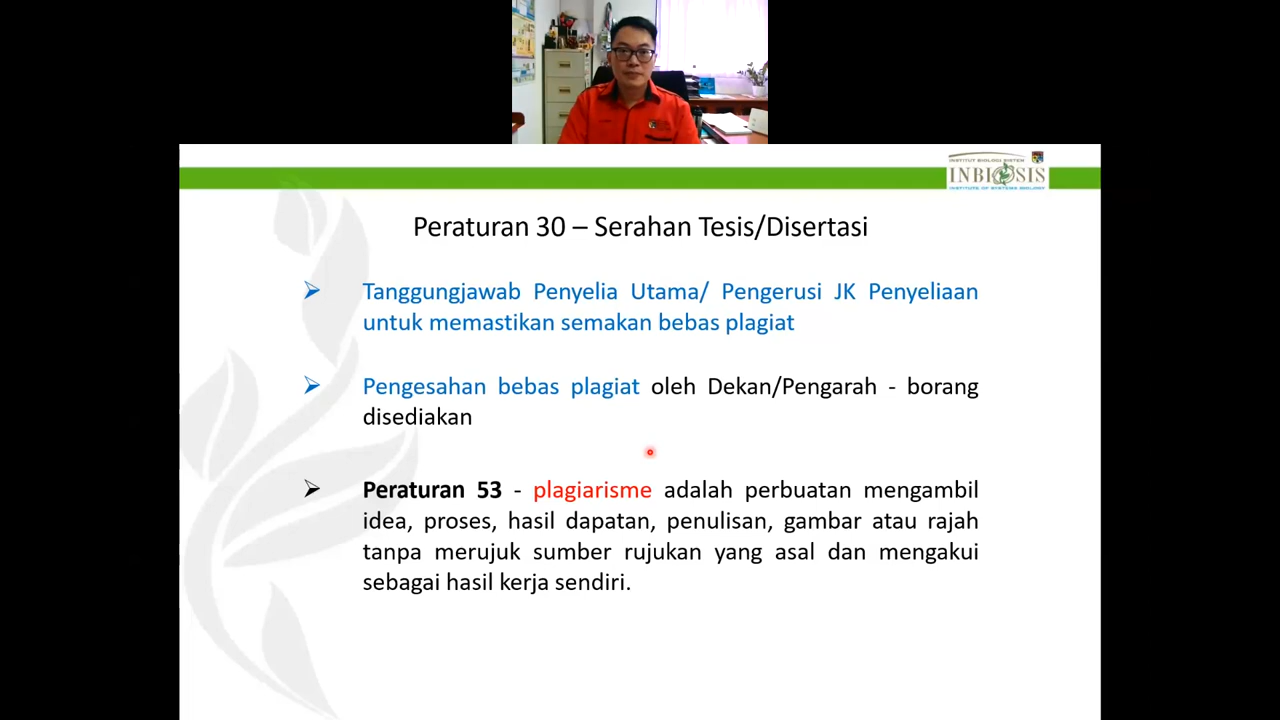 INSTITUT BIOLOGI SISTEM
INBIOSIS
INSTITUTE OF SYSTEMS BIOLOGY
Peraturan 30 – Serahan Tesis/Disertasi
Tanggungjawab Penyelia Utama/ Pengerusi JK Penyeliaan
untuk memastikan semakan bebas plagiat
Pengesahan bebas plagiat oleh Dekan/Pengarah - borang
disediakan
Peraturan 53 - plagiarisme adalah perbuatan mengambil
idea, proses, hasil dapatan, penulisan, gambar atau rajah
tanpa merujuk sumber rujukan yang asal dan mengakui
sebagai hasil kerja sendiri.